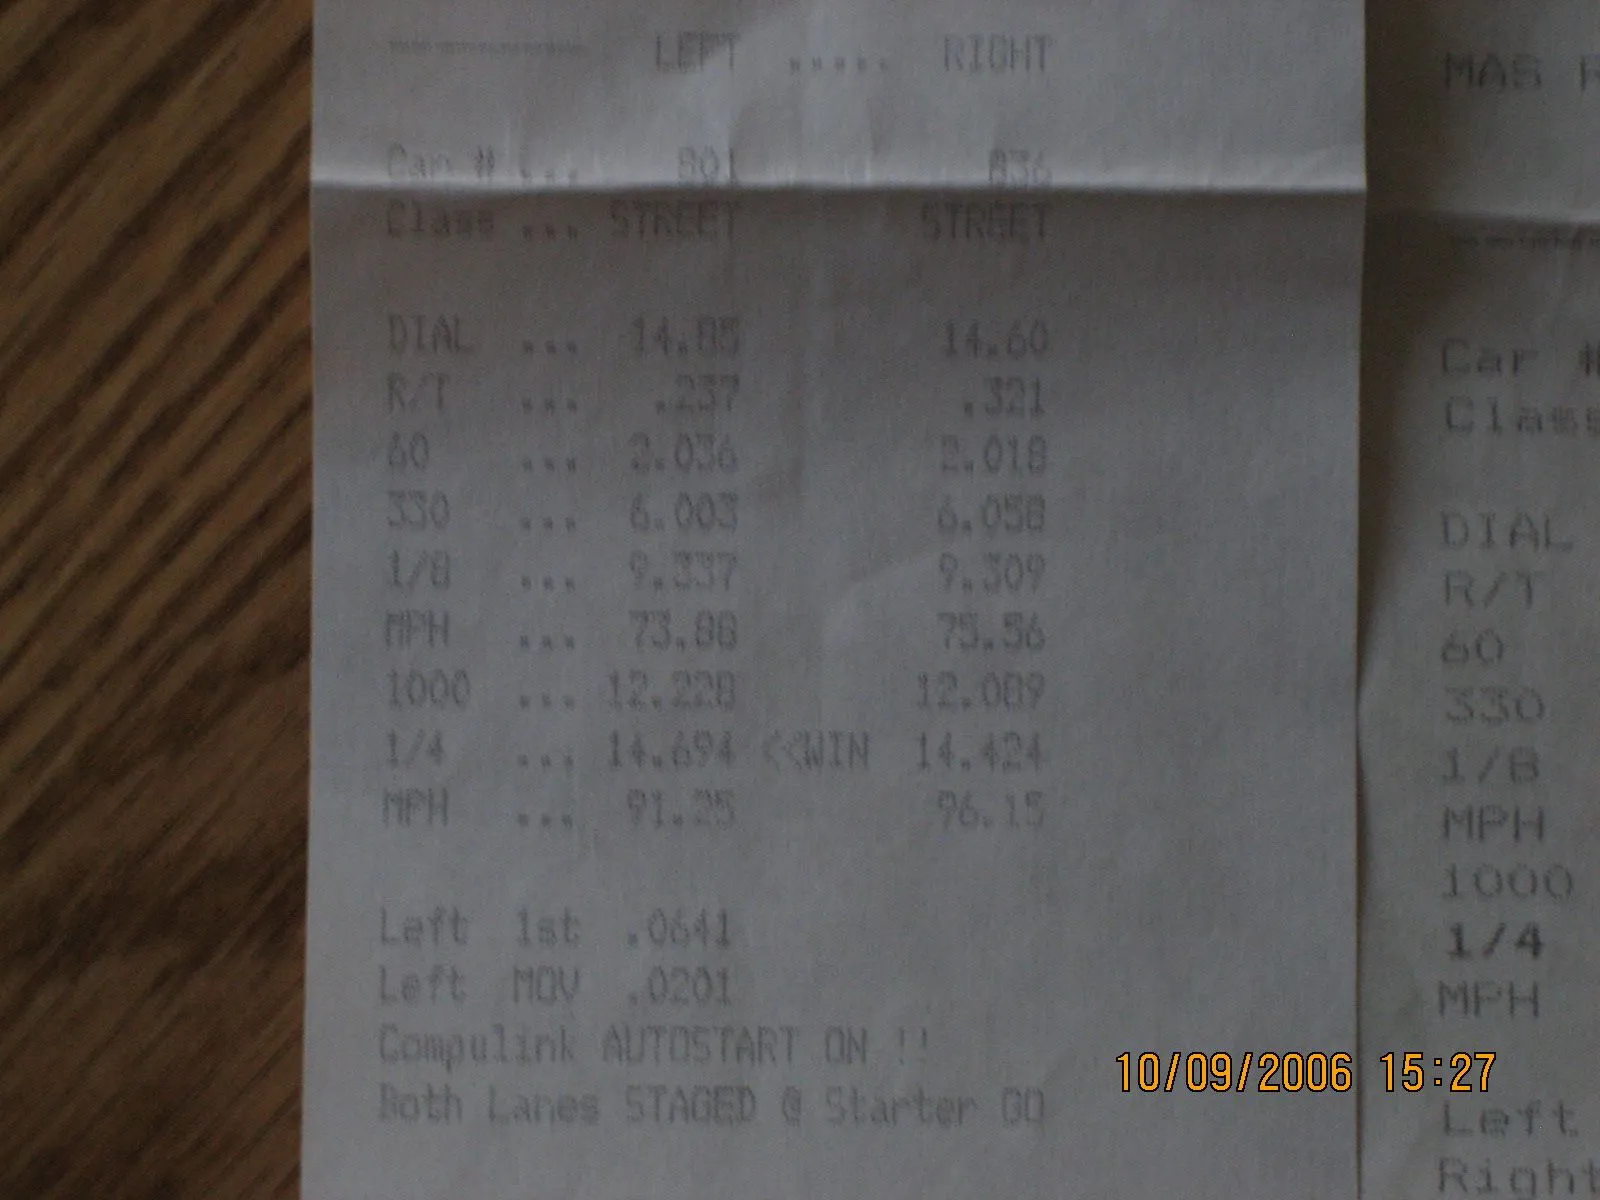 LEFT ..... RIGHT
Car # ... 801 836
Class ... STREET STREET
DIAL ... 14.85 14.60
R/T ... .237 .321
60 ... 2.036 2.018
330 ... 6.003 6.058
1/8 ... 9.337 9.309
MPH ... 73.88 75.56
1000 ... 12.228 12.089
1/4 ... 14.694 <<WIN 14.424
MPH ... 91.25 96.15
Left 1st .0641
Left MOV .0201
Compulink AUTOSTART ON !!
Both Lanes STAGED @ Starter GO
10/09/2006 15:27
MAS
Car #
Class
DIAL
R/T
60
330
1/8
MPH
1000
1/4
MPH
Left
Right